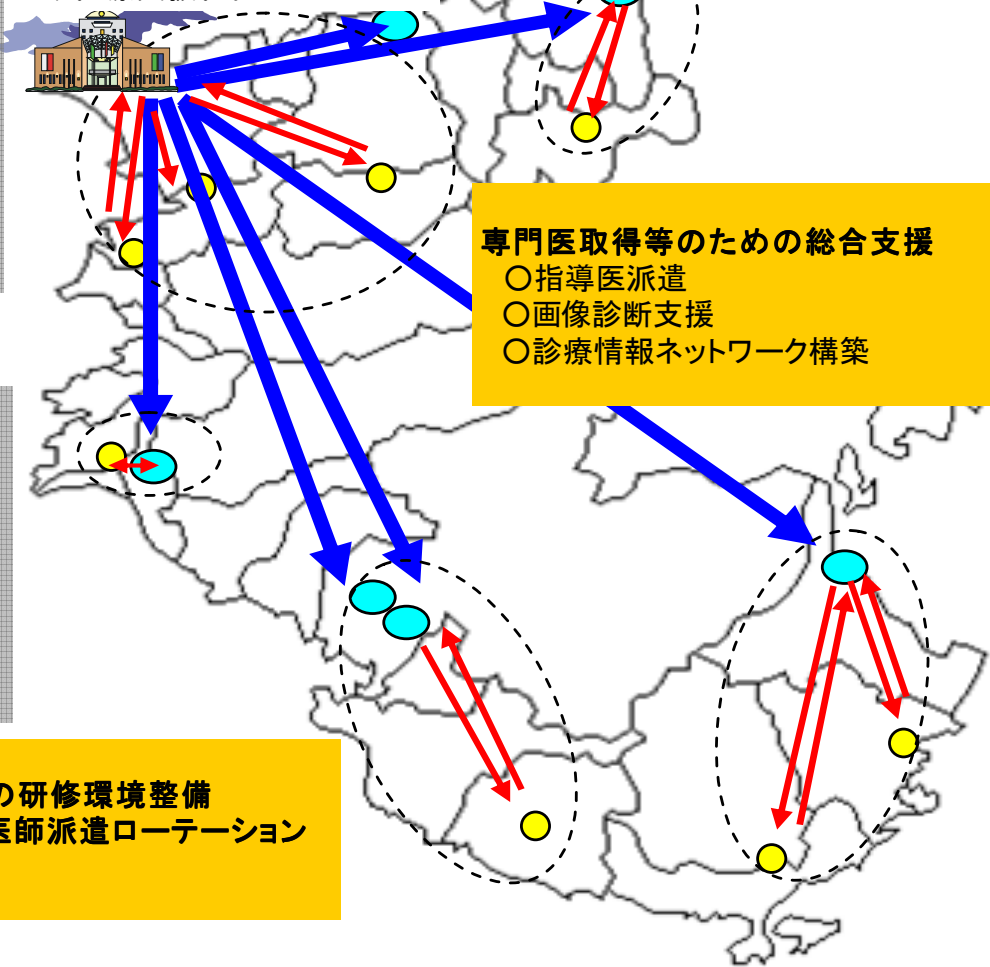 専門医取得等のための総合支援
○指導医派遣
○画像診断支援
○診療情報ネットワーク構築
の研修環境整備
医師派遣ローテーション